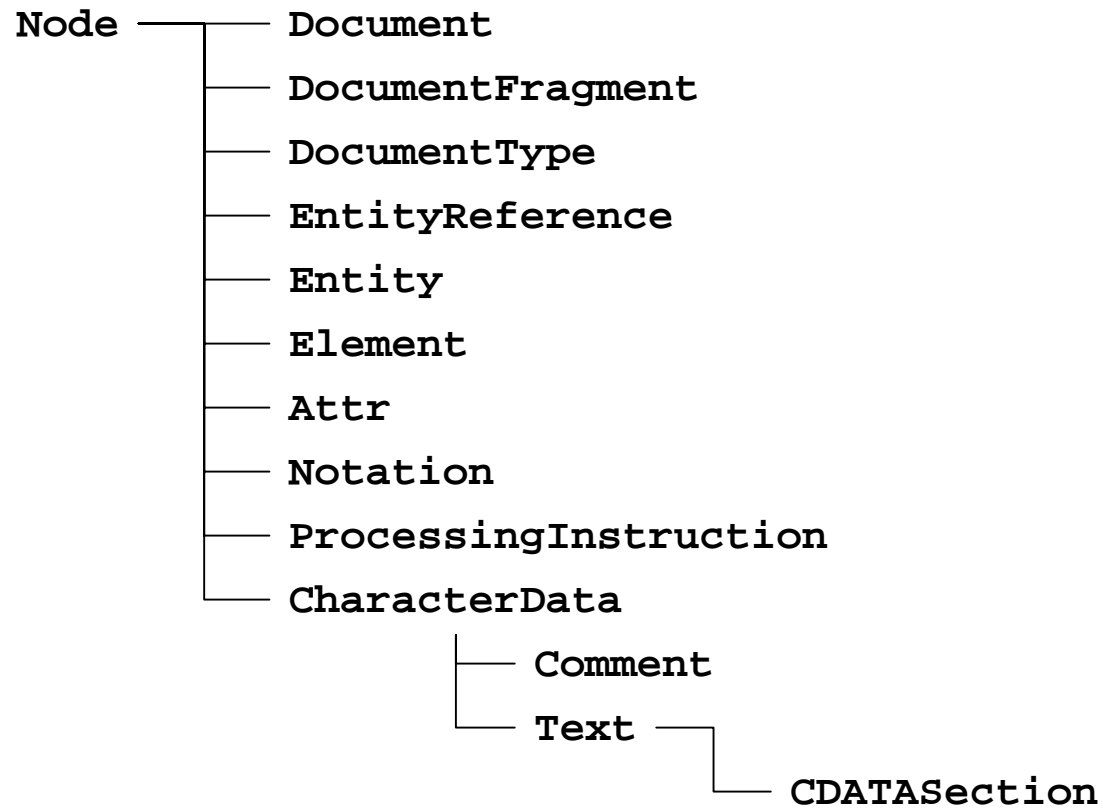 Node Document
DocumentFragment
DocumentType
EntityReference
Entity
Element
Attr
Notation
ProcessingInstruction
CharacterData
Comment
Text
CDATASection